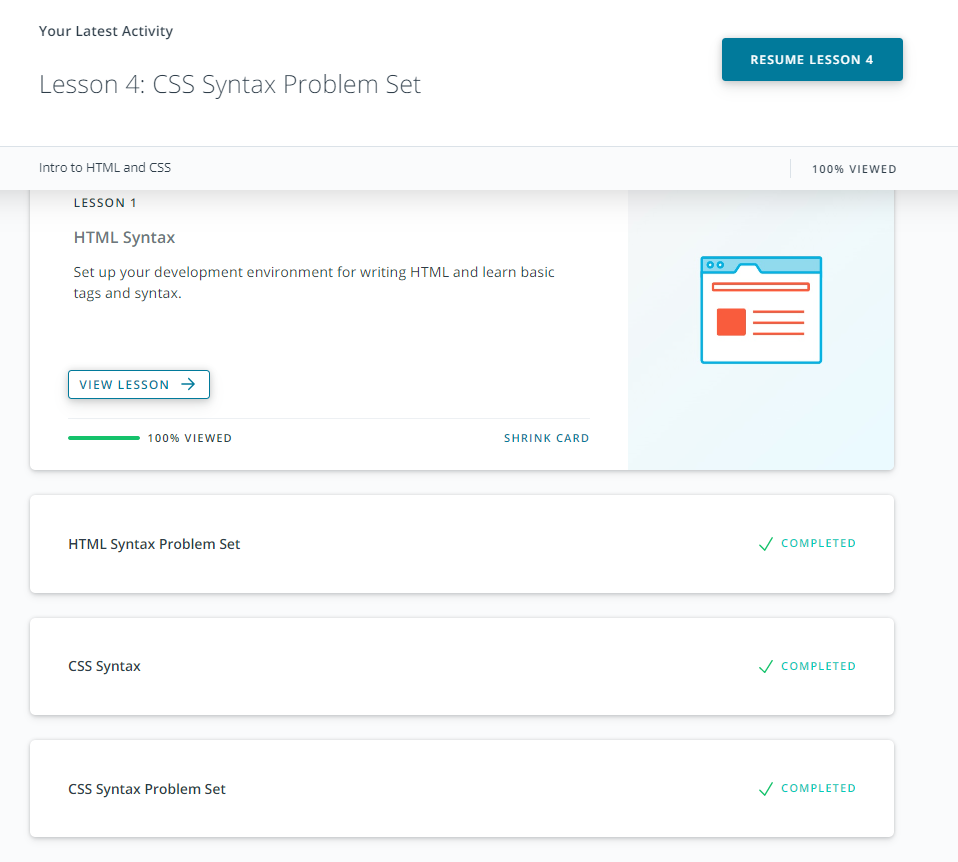 Your Latest Activity
RESUME LESSON 4
Lesson 4: CSS Syntax Problem Set
Intro to HTML and CSS
100% VIEWED
LESSON 1
HTML Syntax
Set up your development environment for writing HTML and learn basic
tags and syntax.
VIEW LESSON
100% VIEWED
SHRINK CARD
HTML Syntax Problem Set
COMPLETED
CSS Syntax
COMPLETED
CSS Syntax Problem Set
COMPLETED